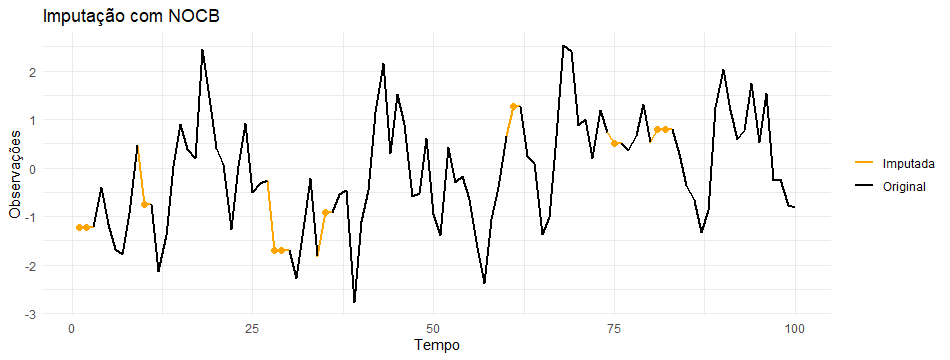 Imputação com NOCB
Observações
2
1
0
-1
-2
-3
0 25 50 75 100
Tempo
Imputada
Original